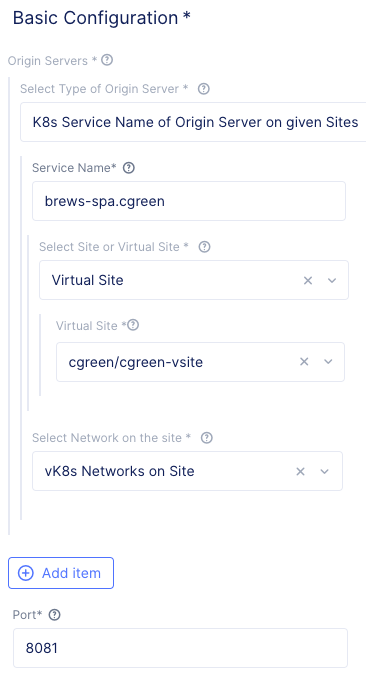 Basic Configuration *
Origin Servers *
Select Type of Origin Server *
K8s Service Name of Origin Server on given Sites
Service Name*
brews-spa.cgreen
Select Site or Virtual Site *
Virtual Site
Virtual Site *
cgreen/cgreen-vsite
Select Network on the site *
vK8s Networks on Site
Add item
Port*
8081